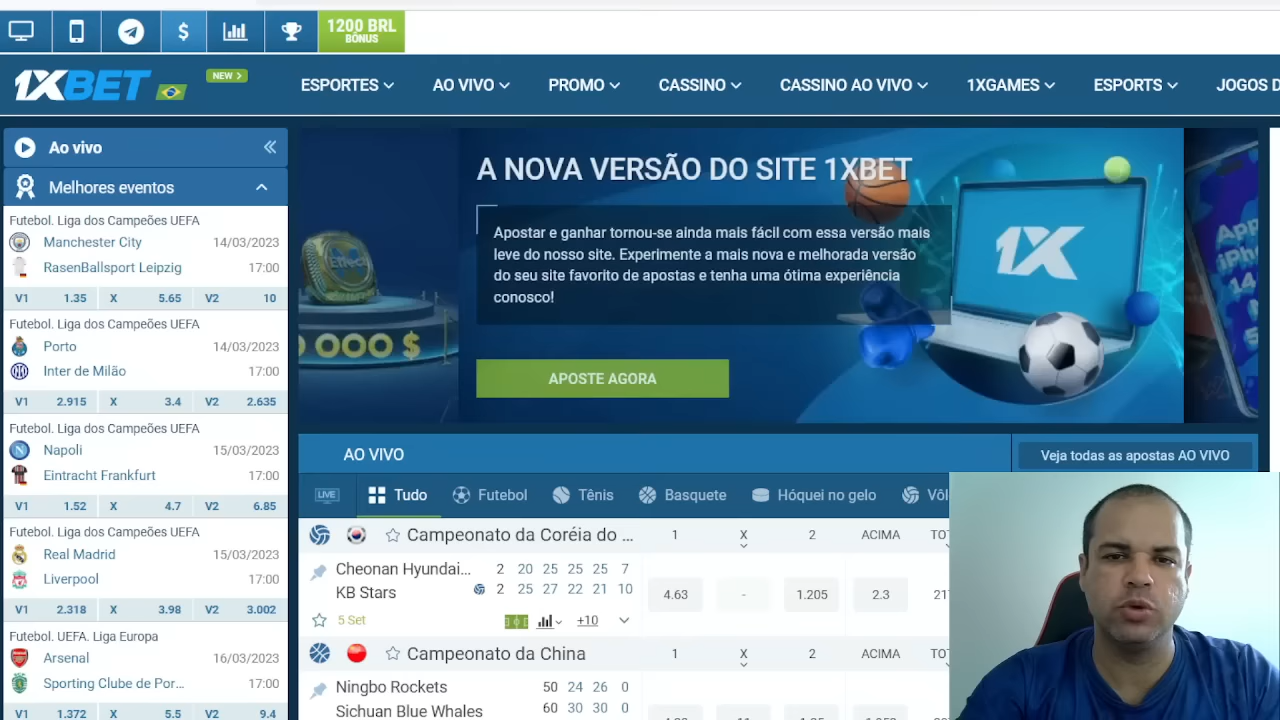 1200 BRL
BÔNUS
1XBET
NEW >
ESPORTES
AO VIVO
PROMO
CASSINO
CASSINO AO VIVO
1XGAMES
ESPORTS
JOGOS D
Ao vivo
Melhores eventos
Futebol. Liga dos Campeões UEFA
Manchester City 14/03/2023
RasenBallsport Leipzig 17:00
V1 1.35 X 5.65 V2 10
Futebol. Liga dos Campeões UEFA
Porto 14/03/2023
Inter de Milão 17:00
V1 2.915 X 3.4 V2 2.635
Futebol. Liga dos Campeões UEFA
Napoli 15/03/2023
Eintracht Frankfurt 17:00
V1 1.52 X 4.7 V2 6.85
Futebol. Liga dos Campeões UEFA
Real Madrid 15/03/2023
Liverpool 17:00
V1 2.318 X 3.98 V2 3.002
Futebol. UEFA. Liga Europa
Arsenal 16/03/2023
Sporting Clube de Por... 17:00
V1 1.372 X 5.5 V2 9.4
A NOVA VERSÃO DO SITE 1XBET
Apostar e ganhar tornou-se ainda mais fácil com essa versão mais
leve do nosso site. Experimente a mais nova e melhorada versão
do seu site favorito de apostas e tenha uma ótima experiência
conosco!
APOSTE AGORA
0 000 $
1X
AO VIVO
Veja todas as apostas AO VIVO
LIVE
Tudo
Futebol
Tênis
Basquete
Hóquei no gelo
Vôl
Campeonato da Coréia do ... 1 X 2 ACIMA TOT
Cheonan Hyundai... 2 20 25 25 25 7
KB Stars 2 25 27 22 21 10
4.63 - 1.205 2.3 21
5 Set +10
Campeonato da China 1 X 2 ACIMA TOT
Ningbo Rockets 50 24 26 0
Sichuan Blue Whales 60 30 30 0